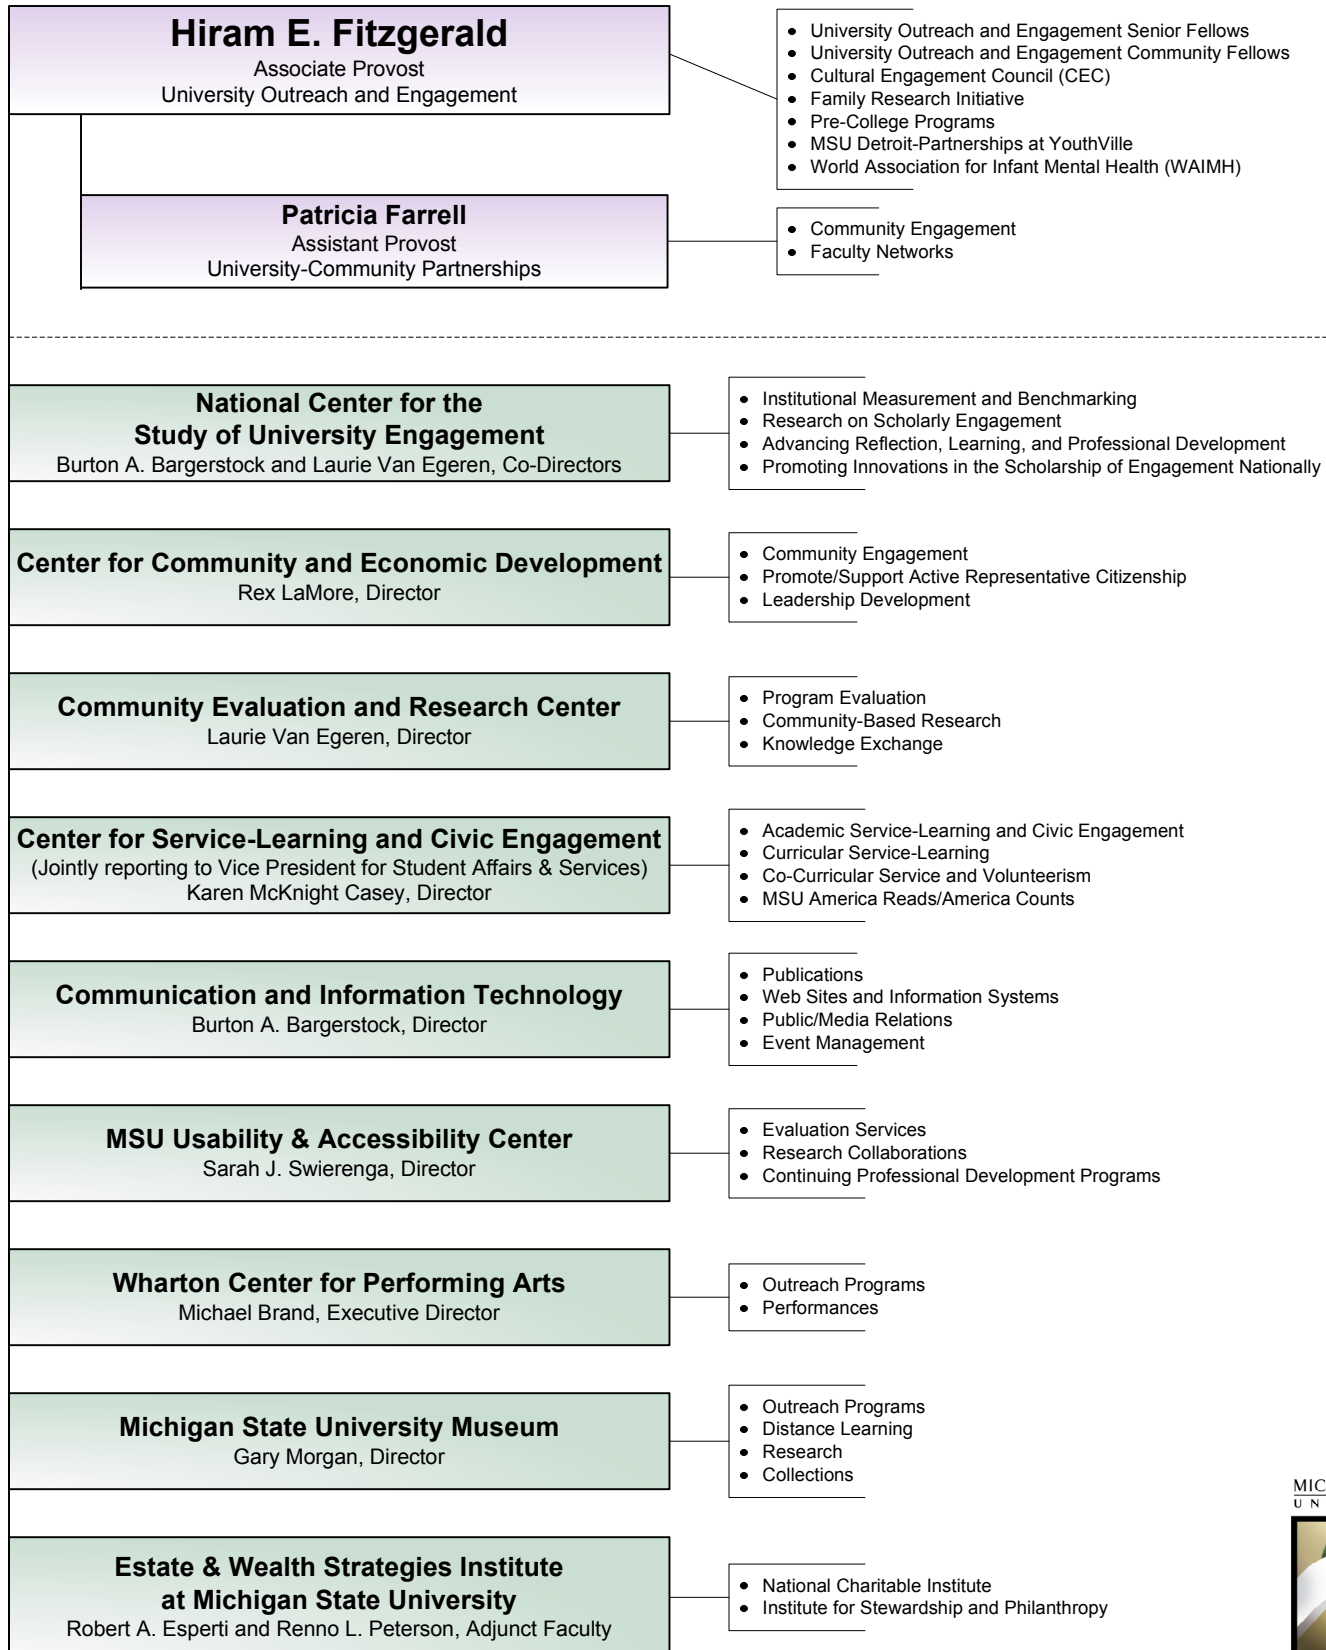 Hiram E. Fitzgerald
Associate Provost
University Outreach and Engagement
• University Outreach and Engagement Senior Fellows
• University Outreach and Engagement Community Fellows
• Cultural Engagement Council (CEC)
• Family Research Initiative
• Pre-College Programs
• MSU Detroit-Partnerships at YouthVille
• World Association for Infant Mental Health (WAIMH)
Patricia Farrell
Assistant Provost
University-Community Partnerships
• Community Engagement
• Faculty Networks
National Center for the
Study of University Engagement
Burton A. Bargerstock and Laurie Van Egeren, Co-Directors
• Institutional Measurement and Benchmarking
• Research on Scholarly Engagement
• Advancing Reflection, Learning, and Professional Development
• Promoting Innovations in the Scholarship of Engagement Nationally
Center for Community and Economic Development
Rex LaMore, Director
• Community Engagement
• Promote/Support Active Representative Citizenship
• Leadership Development
Community Evaluation and Research Center
Laurie Van Egeren, Director
• Program Evaluation
• Community-Based Research
• Knowledge Exchange
Center for Service-Learning and Civic Engagement
(Jointly reporting to Vice President for Student Affairs & Services)
Karen McKnight Casey, Director
• Academic Service-Learning and Civic Engagement
• Curricular Service-Learning
• Co-Curricular Service and Volunteerism
• MSU America Reads/America Counts
Communication and Information Technology
Burton A. Bargerstock, Director
• Publications
• Web Sites and Information Systems
• Public/Media Relations
• Event Management
MSU Usability & Accessibility Center
Sarah J. Swierenga, Director
• Evaluation Services
• Research Collaborations
• Continuing Professional Development Programs
Wharton Center for Performing Arts
Michael Brand, Executive Director
• Outreach Programs
• Performances
Michigan State University Museum
Gary Morgan, Director
• Outreach Programs
• Distance Learning
• Research
• Collections
Estate & Wealth Strategies Institute
at Michigan State University
Robert A. Esperti and Renno L. Peterson, Adjunct Faculty
• National Charitable Institute
• Institute for Stewardship and Philanthropy
MIC
U N